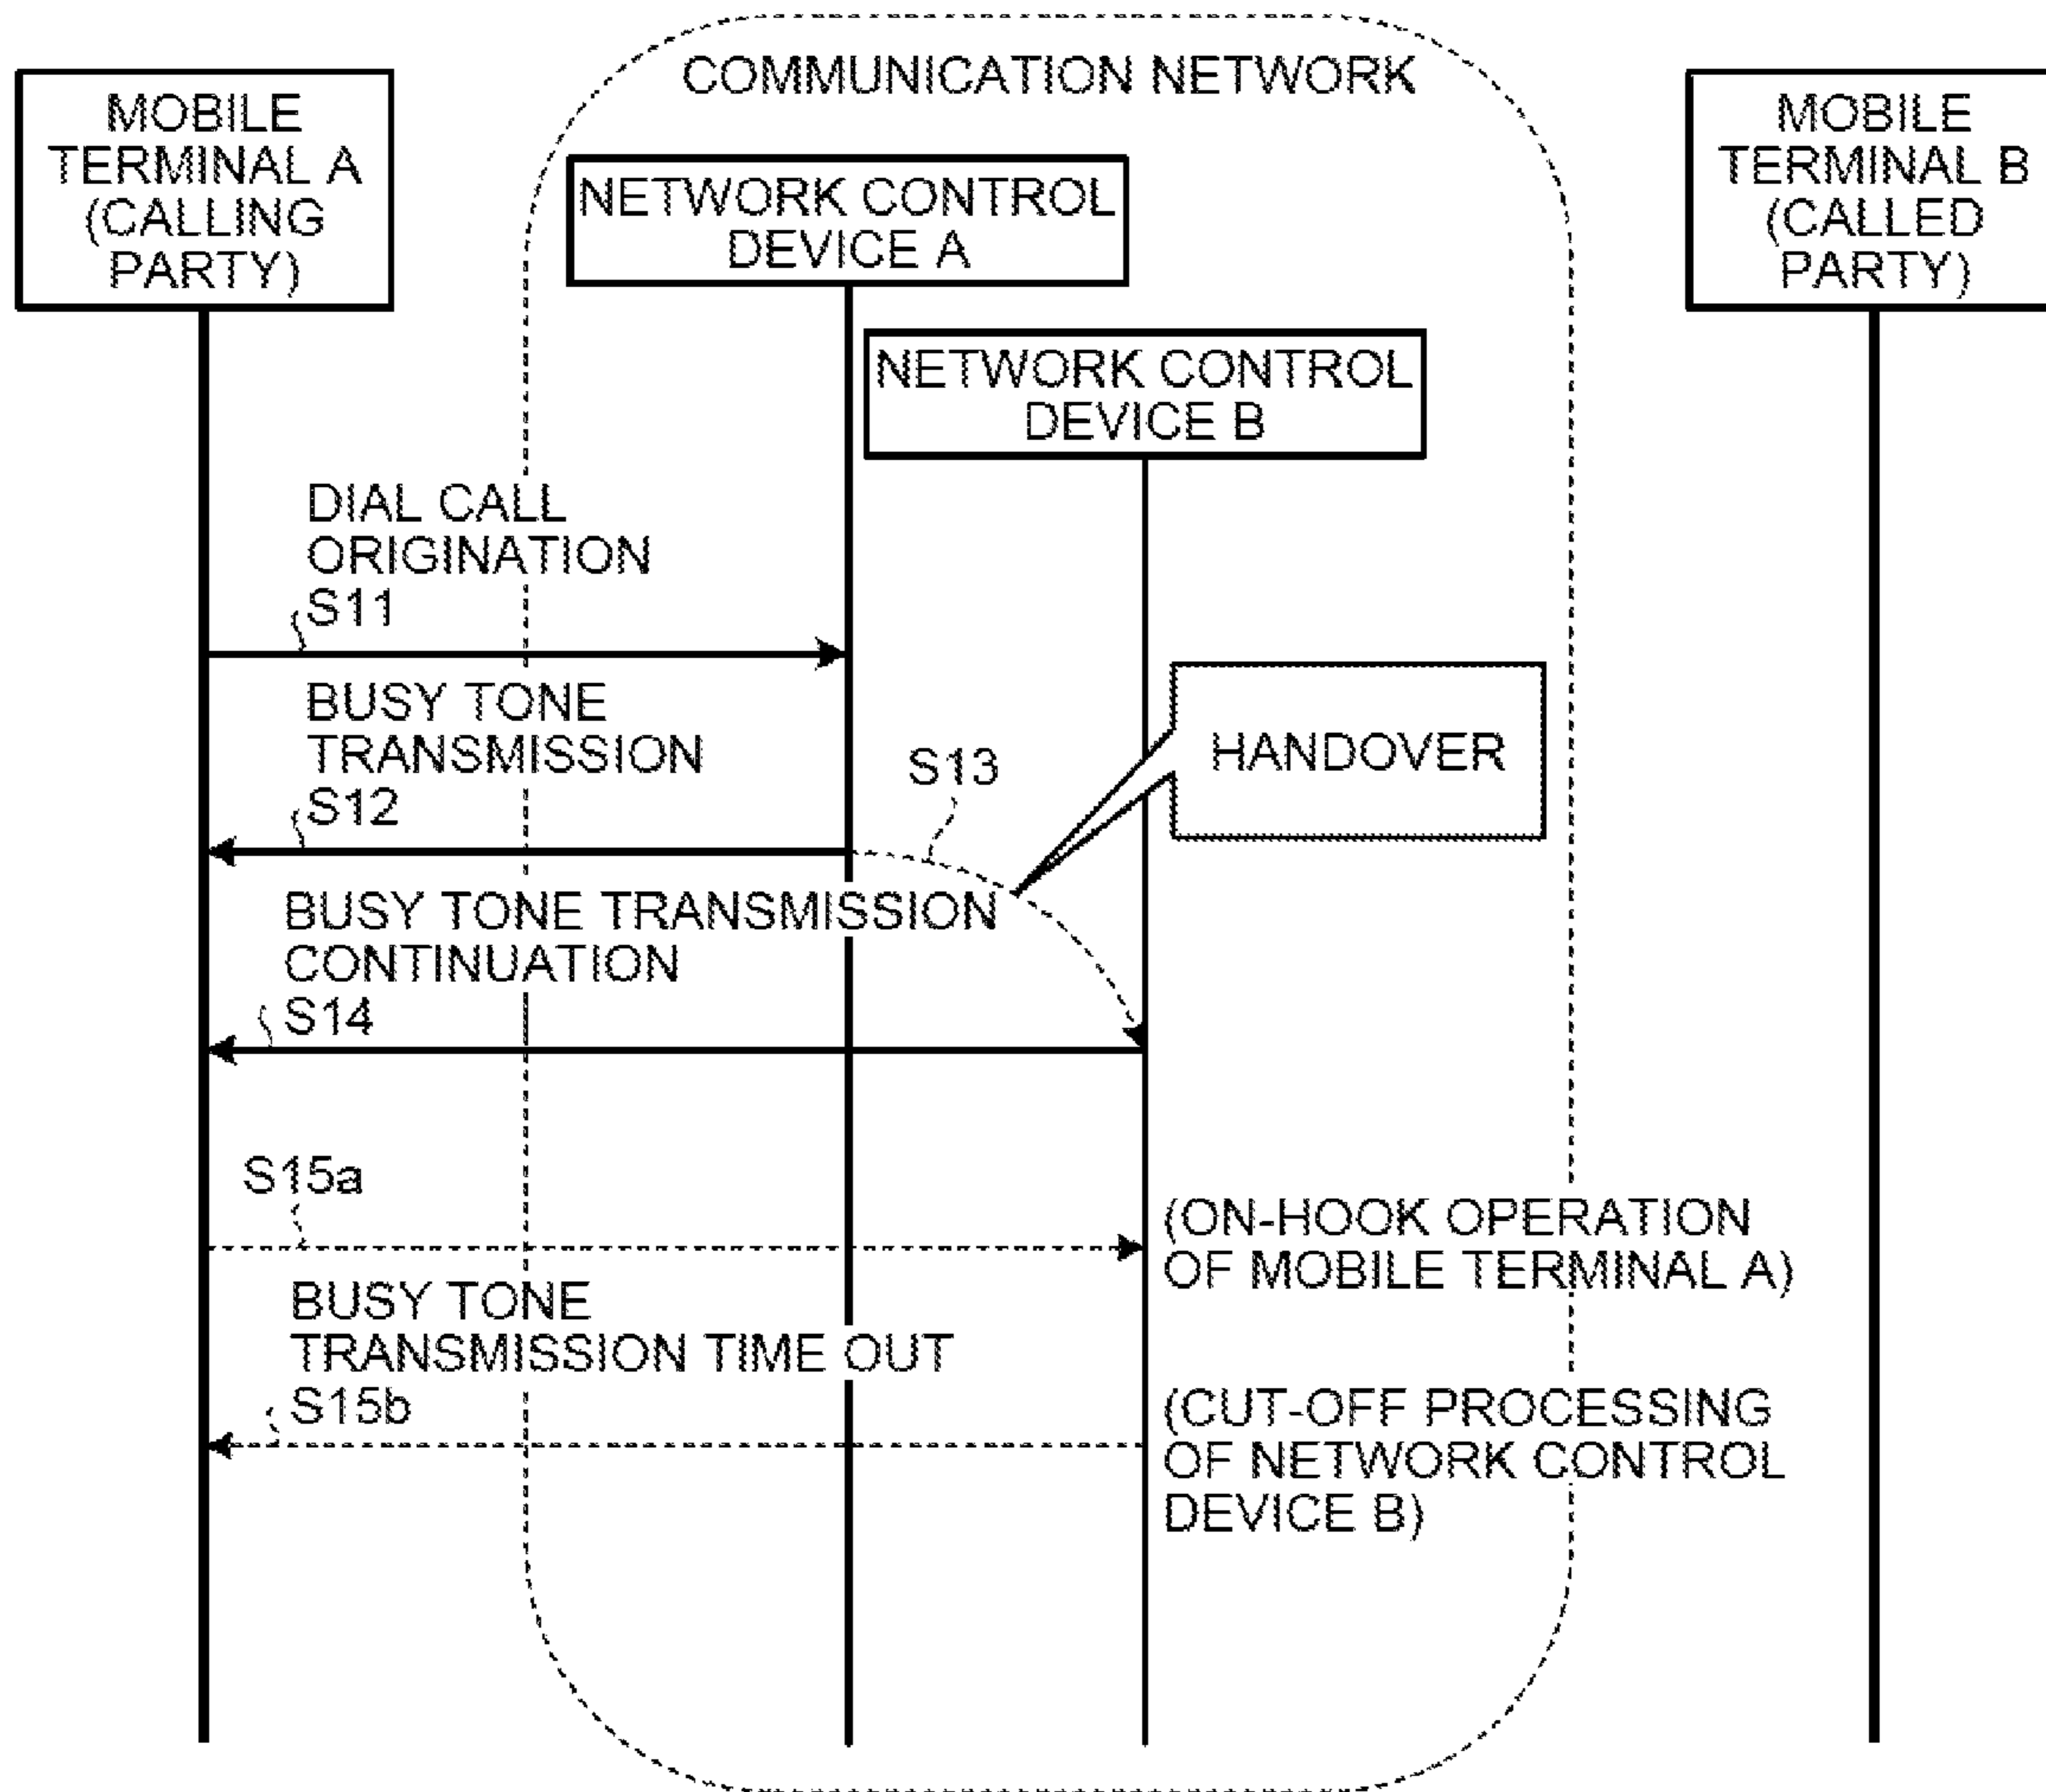 COMMUNICATION NETWORK
MOBILE
TERMINAL A
(CALLING
PARTY)
NETWORK CONTROL
DEVICE A
NETWORK CONTROL
DEVICE B
MOBILE
TERMINAL B
(CALLED
PARTY)
DIAL CALL
ORIGINATION
S11
BUSY TONE
TRANSMISSION
S12
S13
HANDOVER
BUSY TONE TRANSMISSION
CONTINUATION
S14
S15a
(ON-HOOK OPERATION
OF MOBILE TERMINAL A)
BUSY TONE
TRANSMISSION TIME OUT
S15b
(CUT-OFF PROCESSING
OF NETWORK CONTROL
DEVICE B)